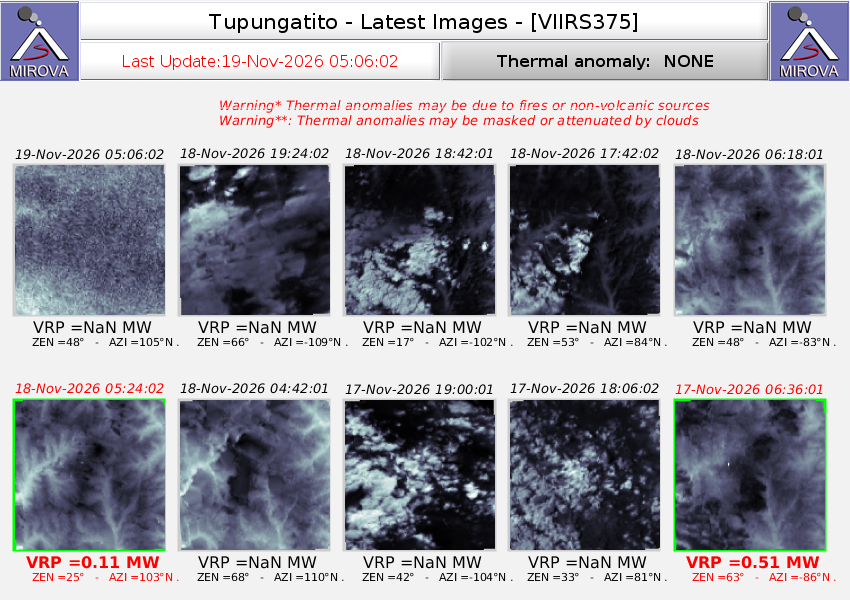 Tupungatito - Latest Images - [VIIRS375]
MIROVA
Last Update:19-Nov-2026 05:06:02
Thermal anomaly: NONE
MIROVA
Warning* Thermal anomalies may be due to fires or non-volcanic sources
Warning**: Thermal anomalies may be masked or attenuated by clouds
19-Nov-2026 05:06:02 18-Nov-2026 19:24:02 18-Nov-2026 18:42:01 18-Nov-2026 17:42:02 18-Nov-2026 06:18:01
VRP =NaN MW VRP =NaN MW VRP =NaN MW VRP =NaN MW VRP =NaN MW
ZEN =48° - AZI =105°N . ZEN =66° - AZI =-109°N . ZEN =17° - AZI =-102°N . ZEN =53° - AZI =84°N . ZEN =48° - AZI =-83°N .
18-Nov-2026 05:24:02 18-Nov-2026 04:42:01 17-Nov-2026 19:00:01 17-Nov-2026 18:06:02 17-Nov-2026 06:36:01
VRP =0.11 MW VRP =NaN MW VRP =NaN MW VRP =NaN MW VRP =0.51 MW
ZEN =25° - AZI =103°N . ZEN =68° - AZI =110°N . ZEN =42° - AZI =-104°N . ZEN =33° - AZI =81°N . ZEN =63° - AZI =-86°N .